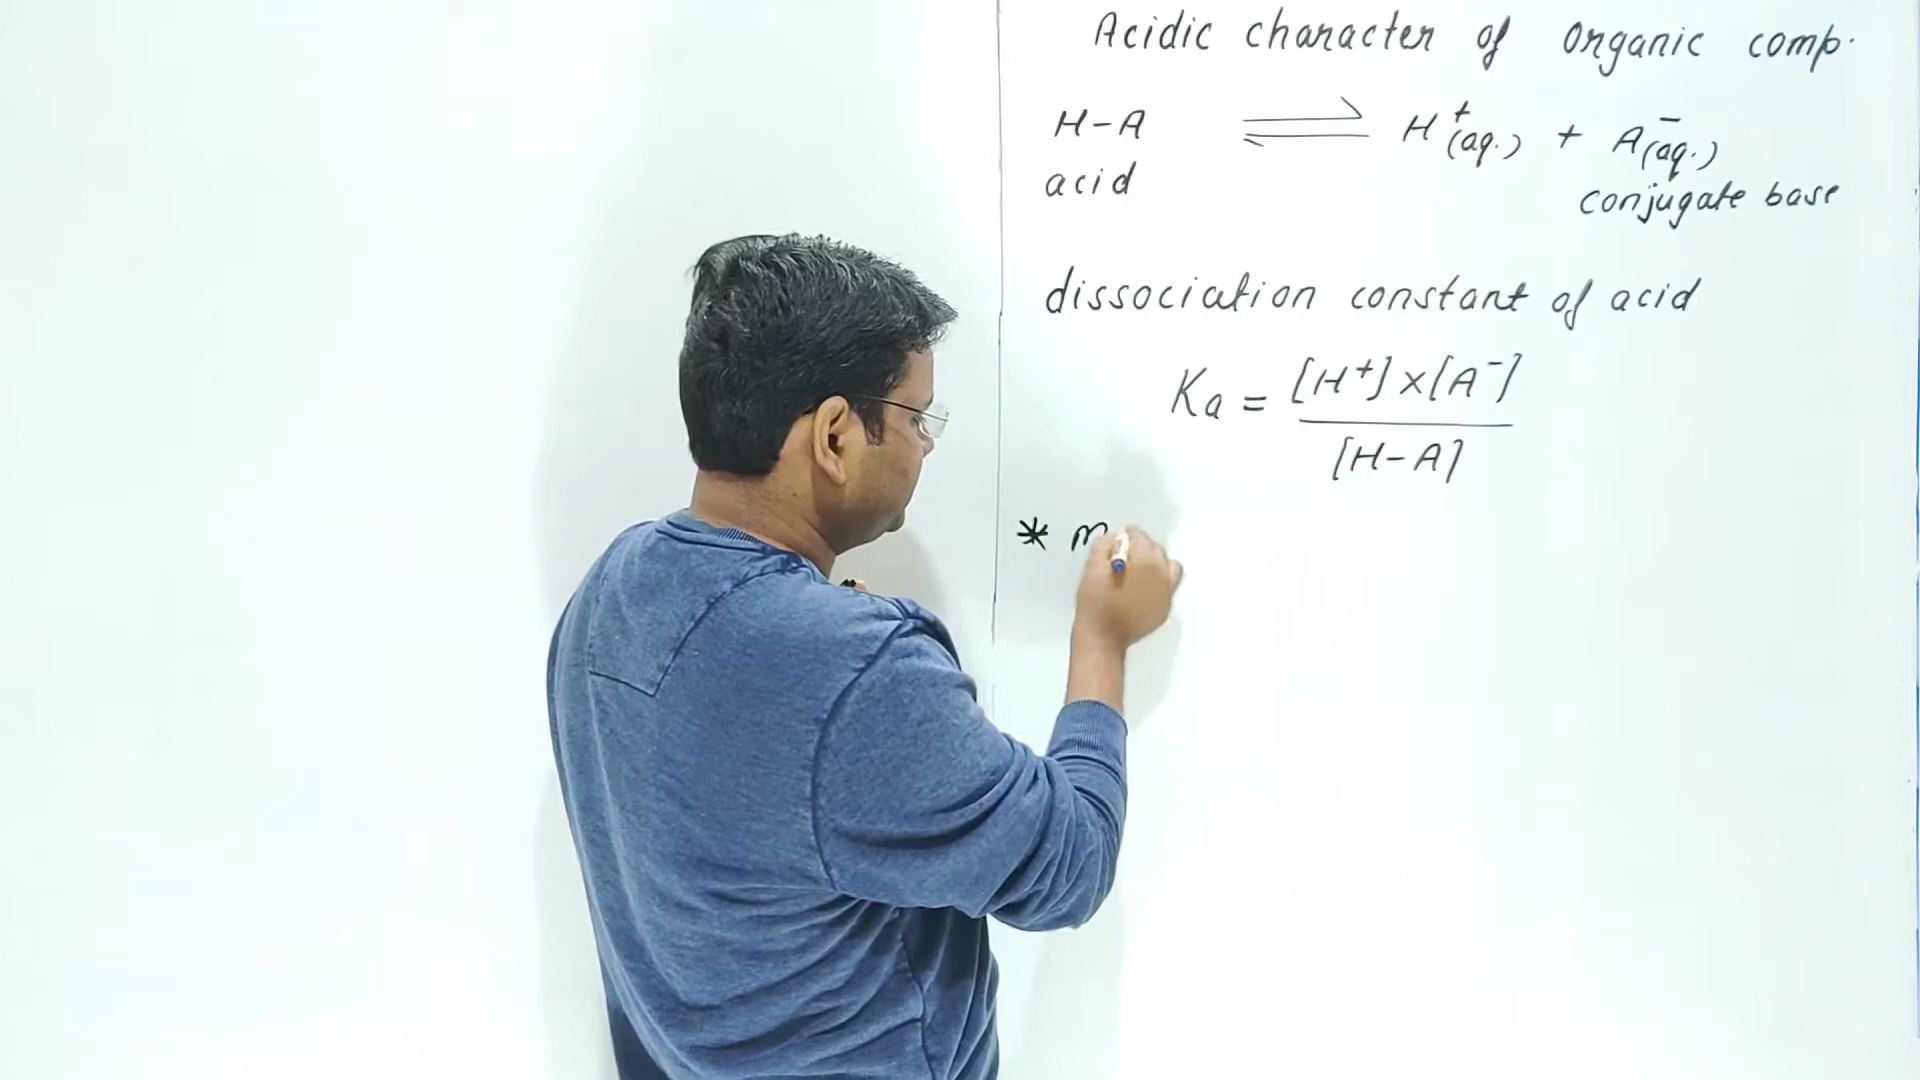 Acidic character of organic comp.
H-A ⇌ H⁺(aq.) + A⁻(aq.)
acid conjugate base
dissociation constant of acid
Ka = [H⁺]×[A⁻]
[H-A]
* m